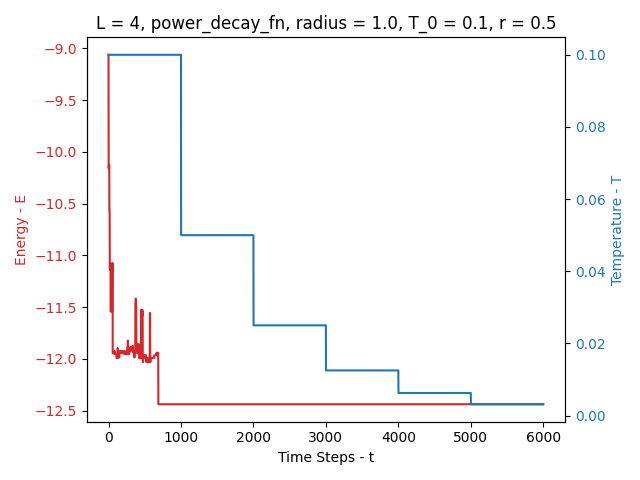 L = 4, power_decay_fn, radius = 1.0, T_0 = 0.1, r = 0.5
−9.0
−9.5
−10.0
−10.5
−11.0
−11.5
−12.0
−12.5
Energy - E
0.10
0.08
0.06
0.04
0.02
0.00
Temperature - T
0 1000 2000 3000 4000 5000 6000
Time Steps - t